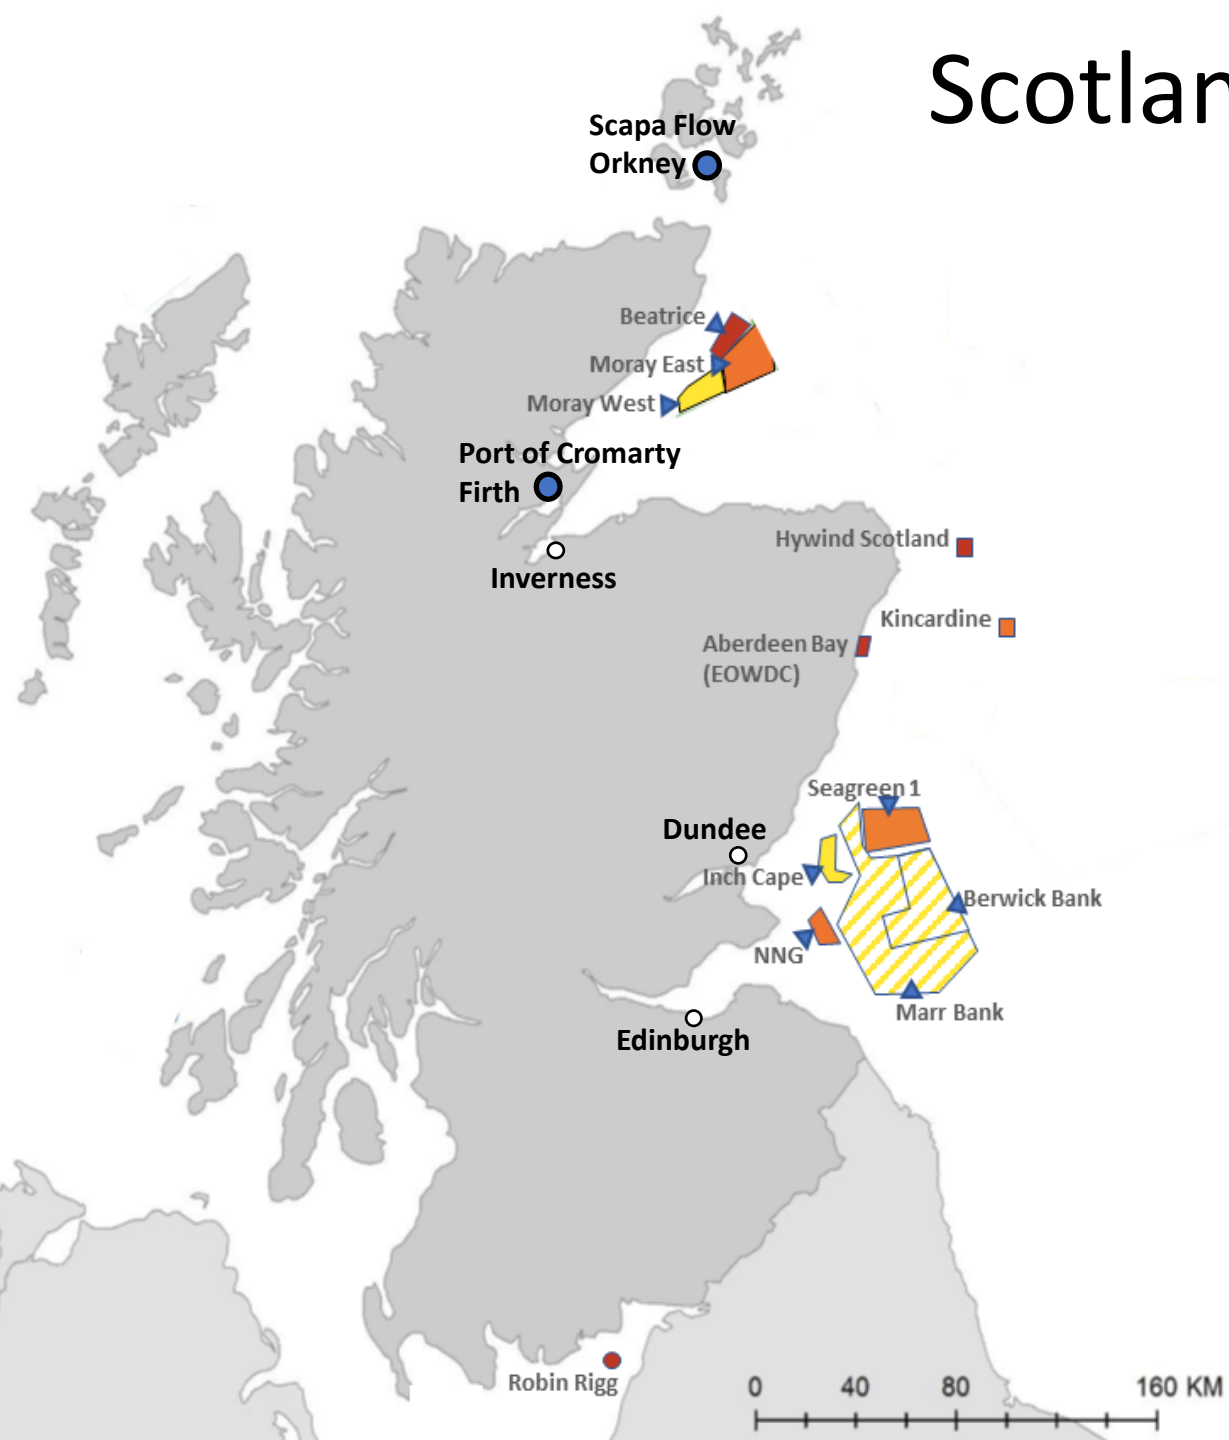 Scotlan
Scapa Flow
Orkney
Beatrice
Moray East
Moray West
Port of Cromarty
Firth
Hywind Scotland
Inverness
Kincardine
Aberdeen Bay
(EOWDC)
Seagreen 1
Dundee
Inch Cape
Berwick Bank
NNG
Marr Bank
Edinburgh
Robin Rigg
0 40 80 160 KM